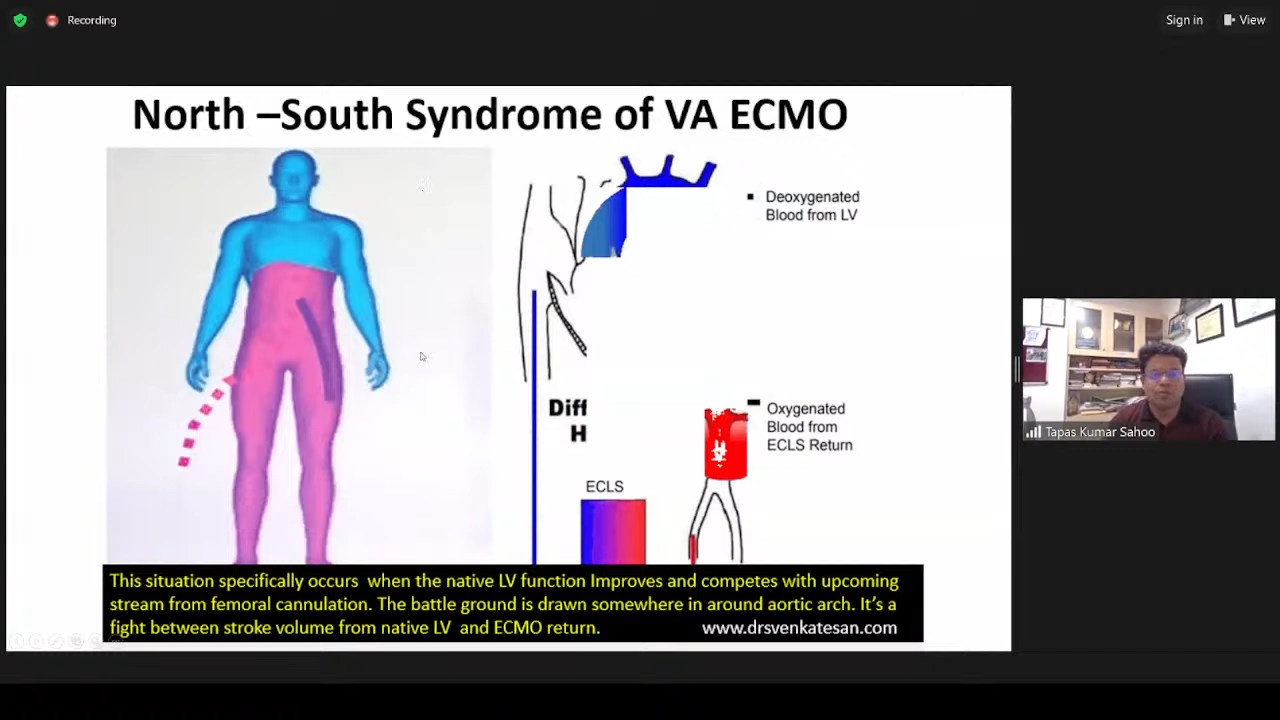 Recording
Sign in
View
North –South Syndrome of VA ECMO
Deoxygenated
Blood from LV
Diff
H
Oxygenated
Blood from
ECLS Return
ECLS
This situation specifically occurs when the native LV function Improves and competes with upcoming
stream from femoral cannulation. The battle ground is drawn somewhere in around aortic arch. It’s a
fight between stroke volume from native LV and ECMO return.
www.drsvenkatesan.com
Tapas Kumar Sahoo